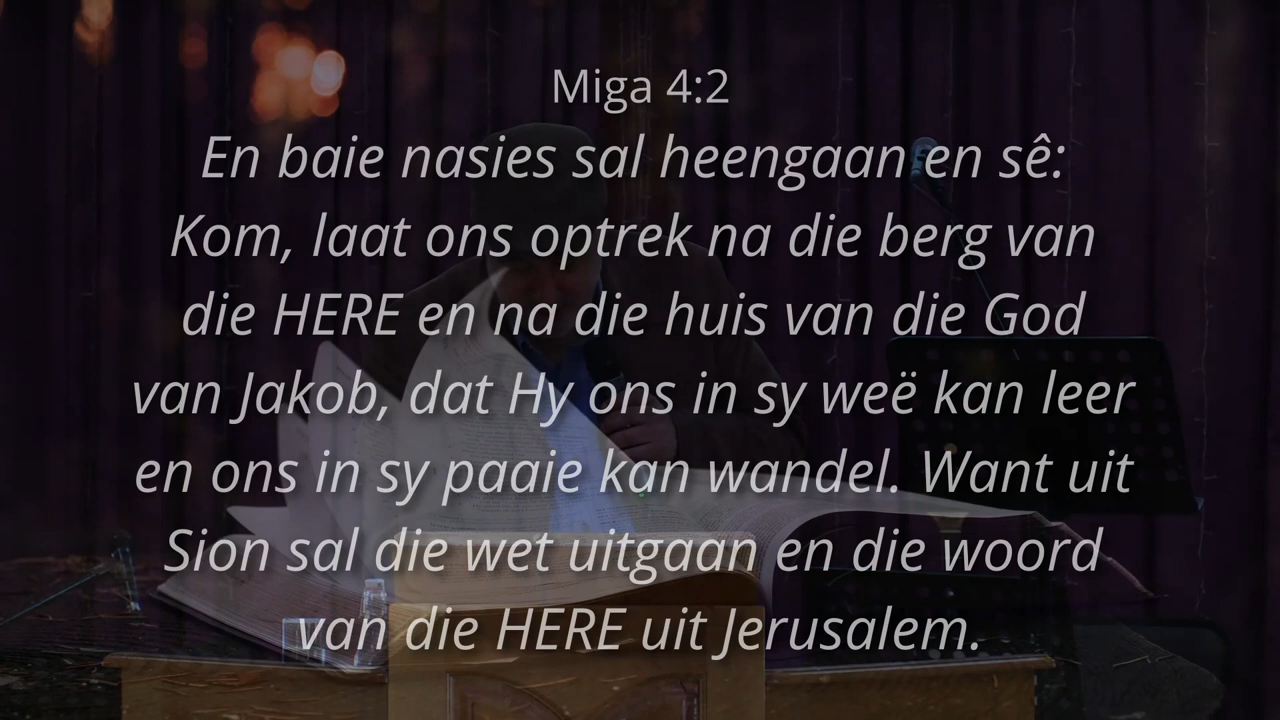 Miga 4:2
En baie nasies sal heengaan en sê:
Kom, laat ons optrek na die berg van
die HERE en na die huis van die God
van Jakob, dat Hy ons in sy weë kan leer
en ons in sy paaie kan wandel. Want uit
Sion sal die wet uitgaan en die woord
van die HERE uit Jerusalem.